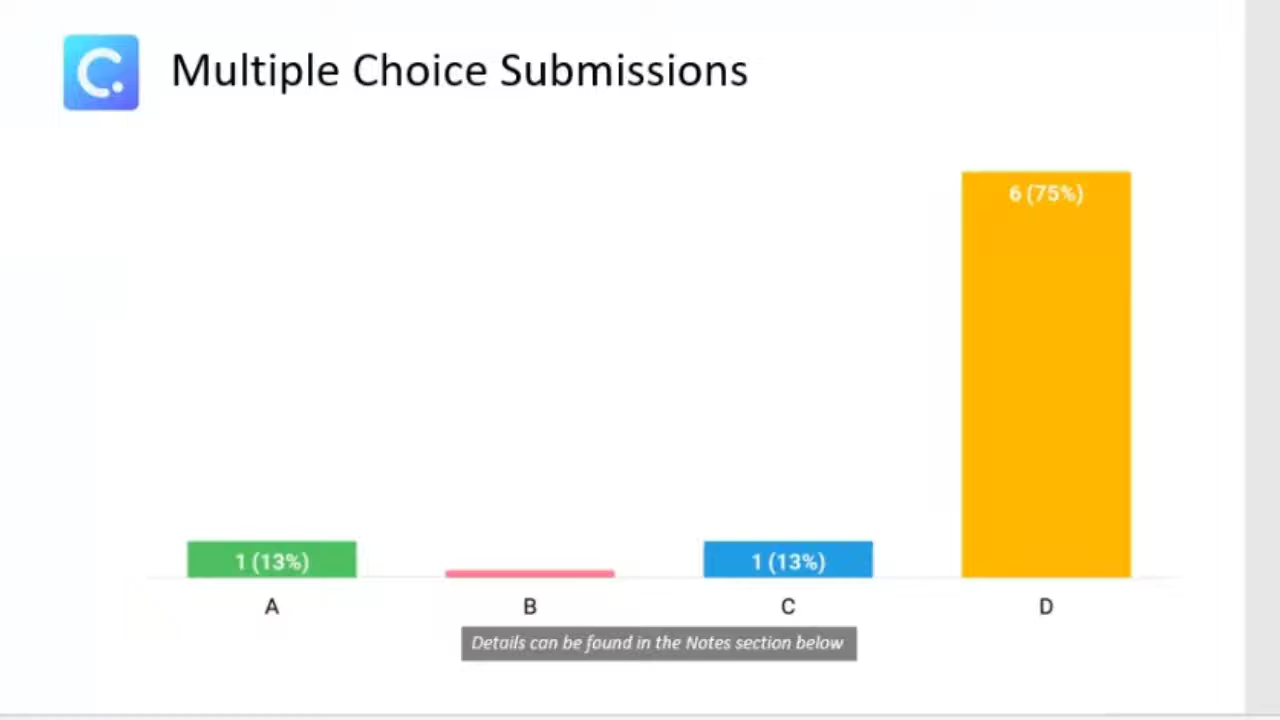 Multiple Choice Submissions
6 (75%)
1 (13%)
1 (13%)
A
B
C
D
Details can be found in the Notes section below